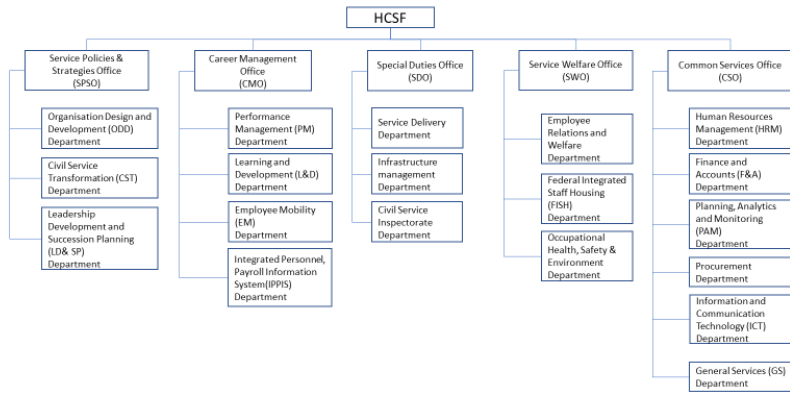 HCSF
Service Policies &
Strategies Office
(SPSO)
Organisation Design and
Development (ODD)
Department
Civil Service
Transformation (CST)
Department
Leadership
Development and
Succession Planning
(LD& SP)
Department
Career Management
Office
(CMO)
Performance
Management (PM)
Department
Learning and
Development (L&D)
Department
Employee Mobility
(EM)
Department
Integrated Personnel,
Payroll Information
System(IPPIS)
Department
Special Duties Office
(SDO)
Service Delivery
Department
Infrastructure
management
Department
Civil Service
Inspectorate
Department
Service Welfare Office
(SWO)
Employee
Relations and
Welfare
Department
Federal Integrated
Staff Housing
(FISH)
Department
Occupational
Health, Safety &
Environment
Department
Common Services Office
(CSO)
Human Resources
Management (HRM)
Department
Finance and
Accounts (F&A)
Department
Planning, Analytics
and Monitoring
(PAM)
Department
Procurement
Department
Information and
Communication
Technology (ICT)
Department
General Services (GS)
Department